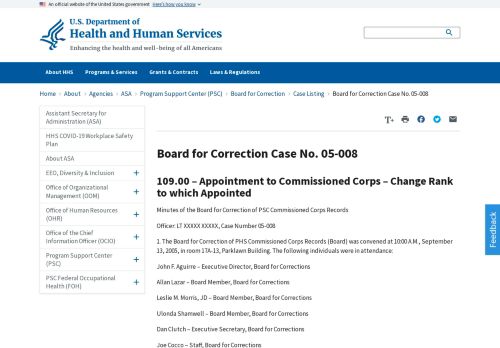 An official website of the United States government Here's how you know
U.S. Department of
Health and Human Services
Enhancing the health and well-being of all Americans
About HHS Programs & Services Grants & Contracts Laws & Regulations
Home > About > Agencies > ASA > Program Support Center (PSC) > Board for Correction > Case Listing > Board for Correction Case No. 05-008
Assistant Secretary for
Administration (ASA)
HHS COVID-19 Workplace Safety
Plan
About ASA
EEO, Diversity & Inclusion
Office of Organizational
Management (OOM)
Office of Human Resources
(OHR)
Office of the Chief
Information Officer (OCIO)
Program Support Center
(PSC)
PSC Federal Occupational
Health (FOH)
T+
Board for Correction Case No. 05-008
109.00 – Appointment to Commissioned Corps – Change Rank
to which Appointed
Minutes of the Board for Correction of PSC Commissioned Corps Records
Officer: LT XXXXX XXXXX, Case Number 05-008
1. The Board for Correction of PHS Commissioned Corps Records (Board) was convened at 10:00 A.M., September
13, 2005, in room 17A-13, Parklawn Building. The following individuals were in attendance:
John F. Aguirre – Executive Director, Board for Corrections
Allan Lazar – Board Member, Board for Corrections
Leslie M. Morris, JD – Board Member, Board for Corrections
Ulonda Shamwell – Board Member, Board for Corrections
Dan Clutch – Executive Secretary, Board for Corrections
Joe Cocco – Staff, Board for Corrections
Feedback